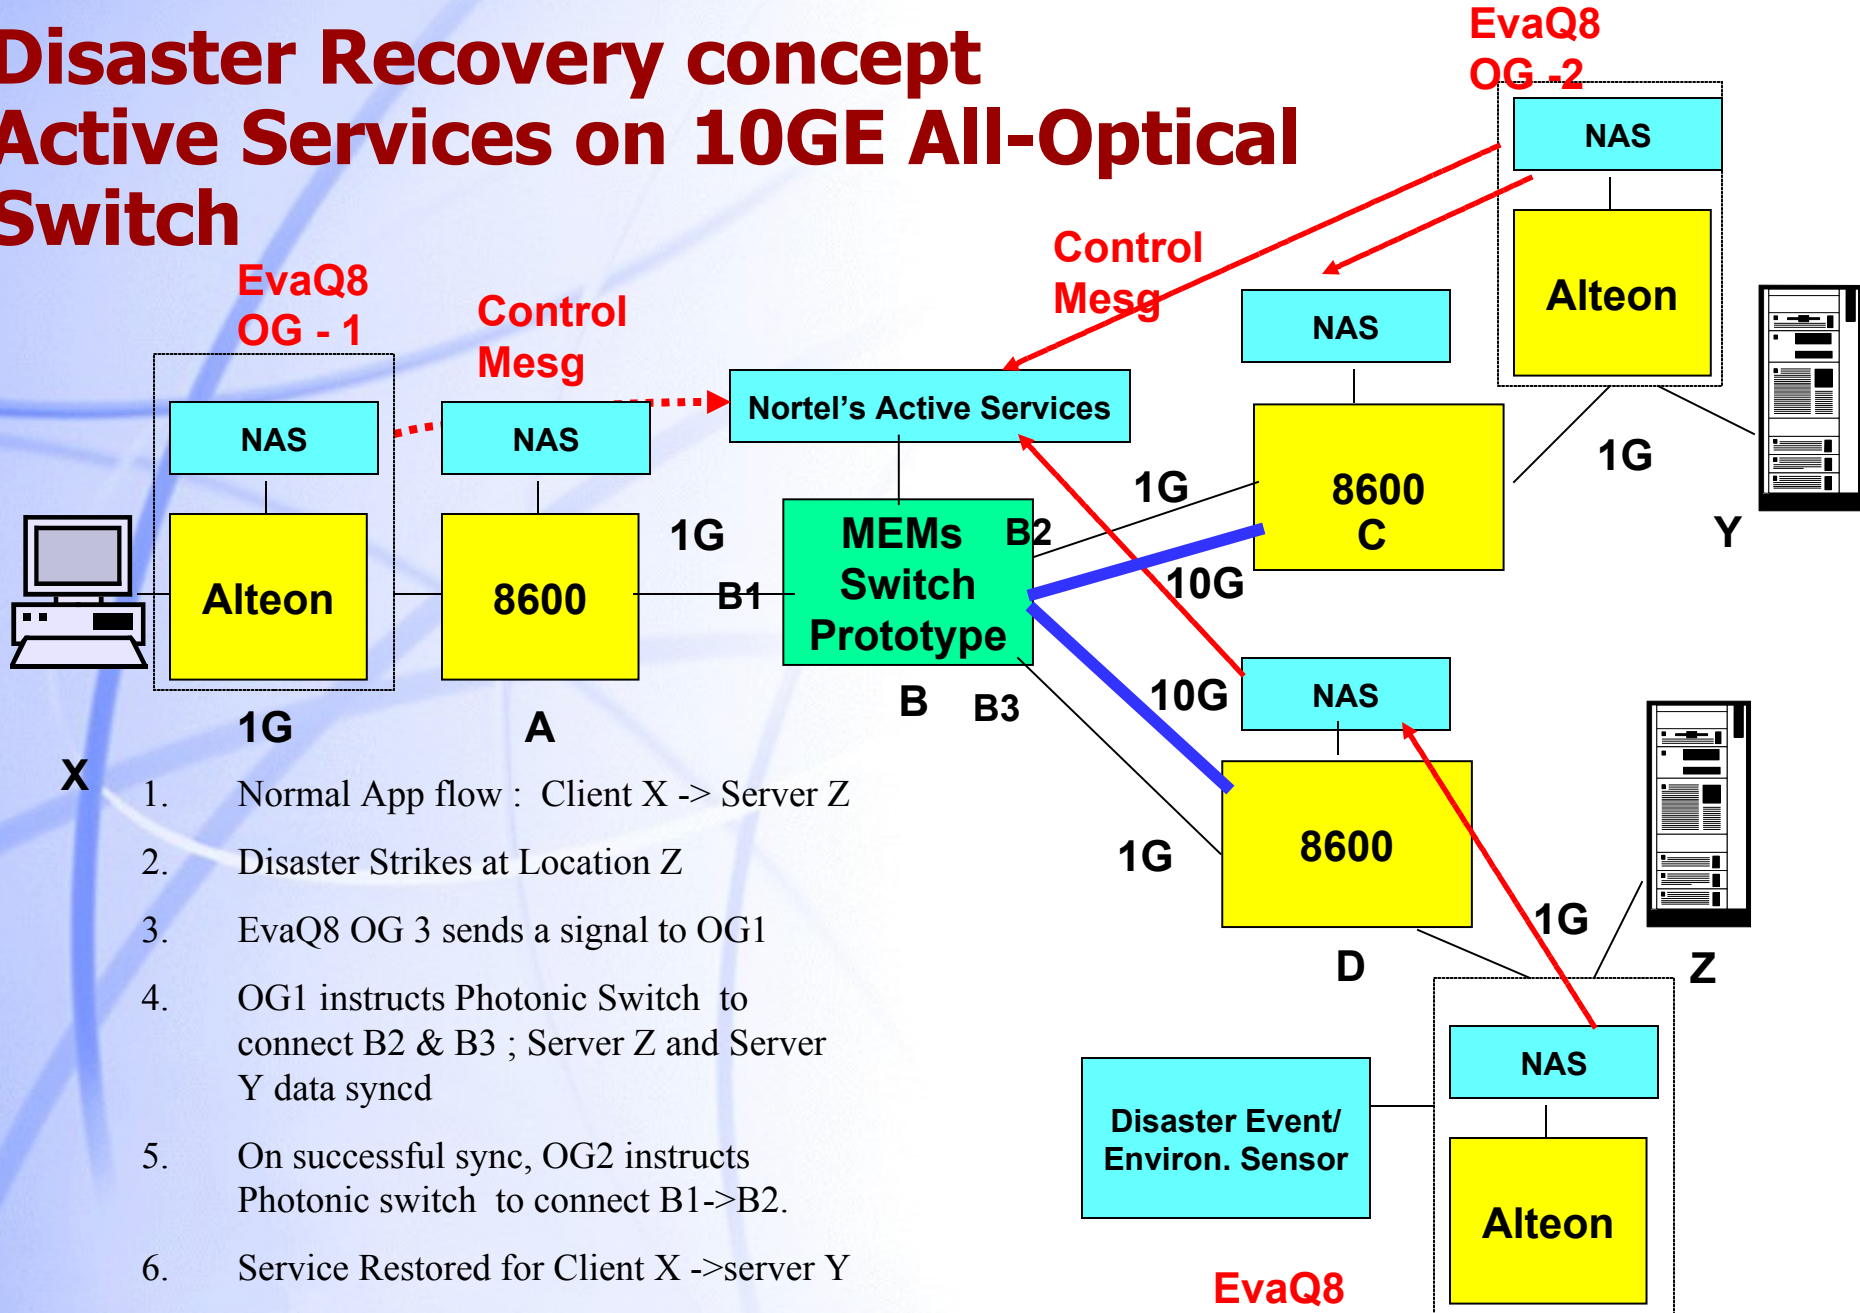 Disaster Recovery concept
Active Services on 10GE All-Optical
Switch
EvaQ8
OG -2
NAS
Alteon
Control
Mesg
EvaQ8
OG - 1
Control
Mesg
NAS
NAS
NAS
Nortel's Active Services
1G
1G
8600
C
Y
1G
B1
MEMs
Switch
Prototype
B2
Alteon
8600
10G
10G
NAS
B
B3
1G
A
X
1G
8600
1G
D
Z
1. Normal App flow : Client X -> Server Z
2. Disaster Strikes at Location Z
3. EvaQ8 OG 3 sends a signal to OG1
4. OG1 instructs Photonic Switch to
connect B2 & B3 ; Server Z and Server
Y data syncd
5. On successful sync, OG2 instructs
Photonic switch to connect B1->B2.
6. Service Restored for Client X ->server Y
NAS
Disaster Event/
Environ. Sensor
Alteon
EvaQ8